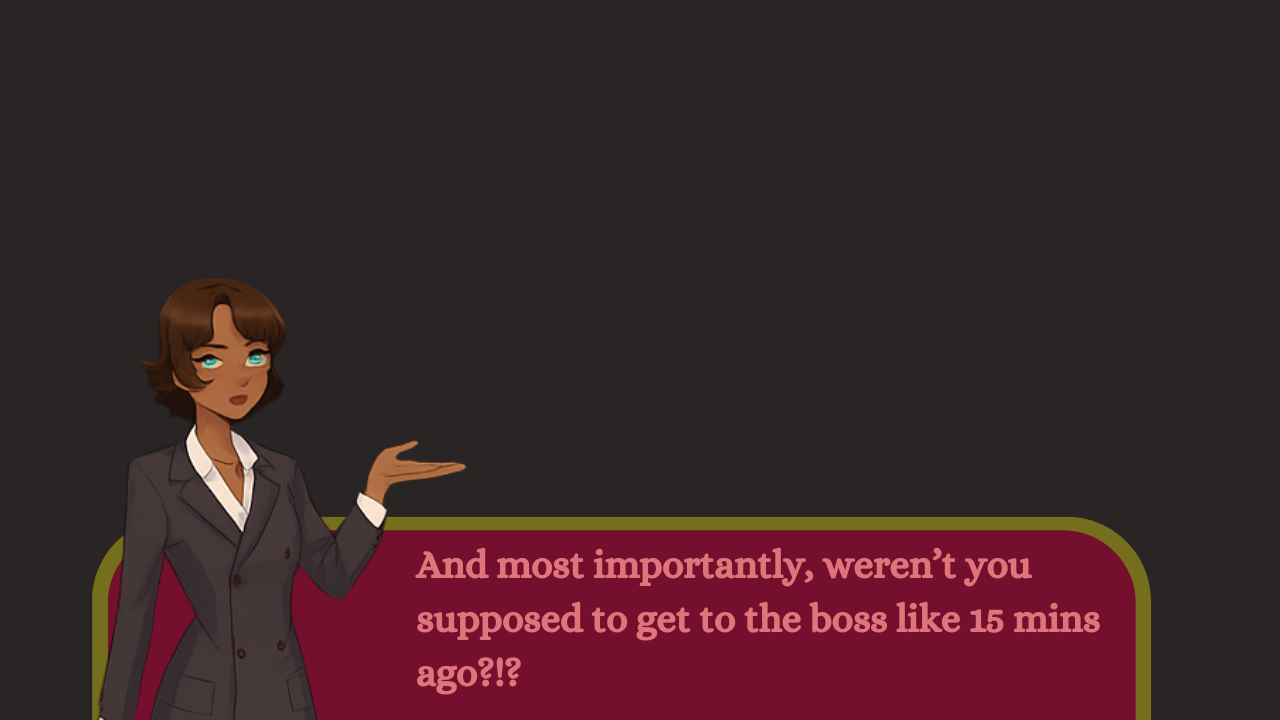 And most importantly, weren’t you
supposed to get to the boss like 15 mins
ago?!?